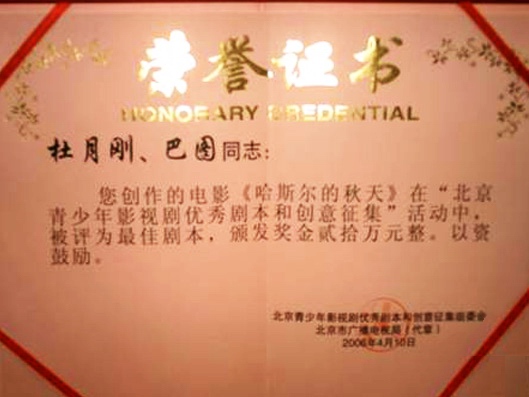 荣誉证书
HONORARY CREDENTIAL
杜月刚、巴图同志：
您创作的电影《哈斯尔的秋天》在“北京
青少年影视剧优秀剧本和创意征集”活动中，
被评为最佳剧本，颁发奖金贰拾万元整。以资
鼓励。
北京青少年影视剧优秀剧本和创意征集组委会
北京市广播电视局（代章）
2006年4月10日